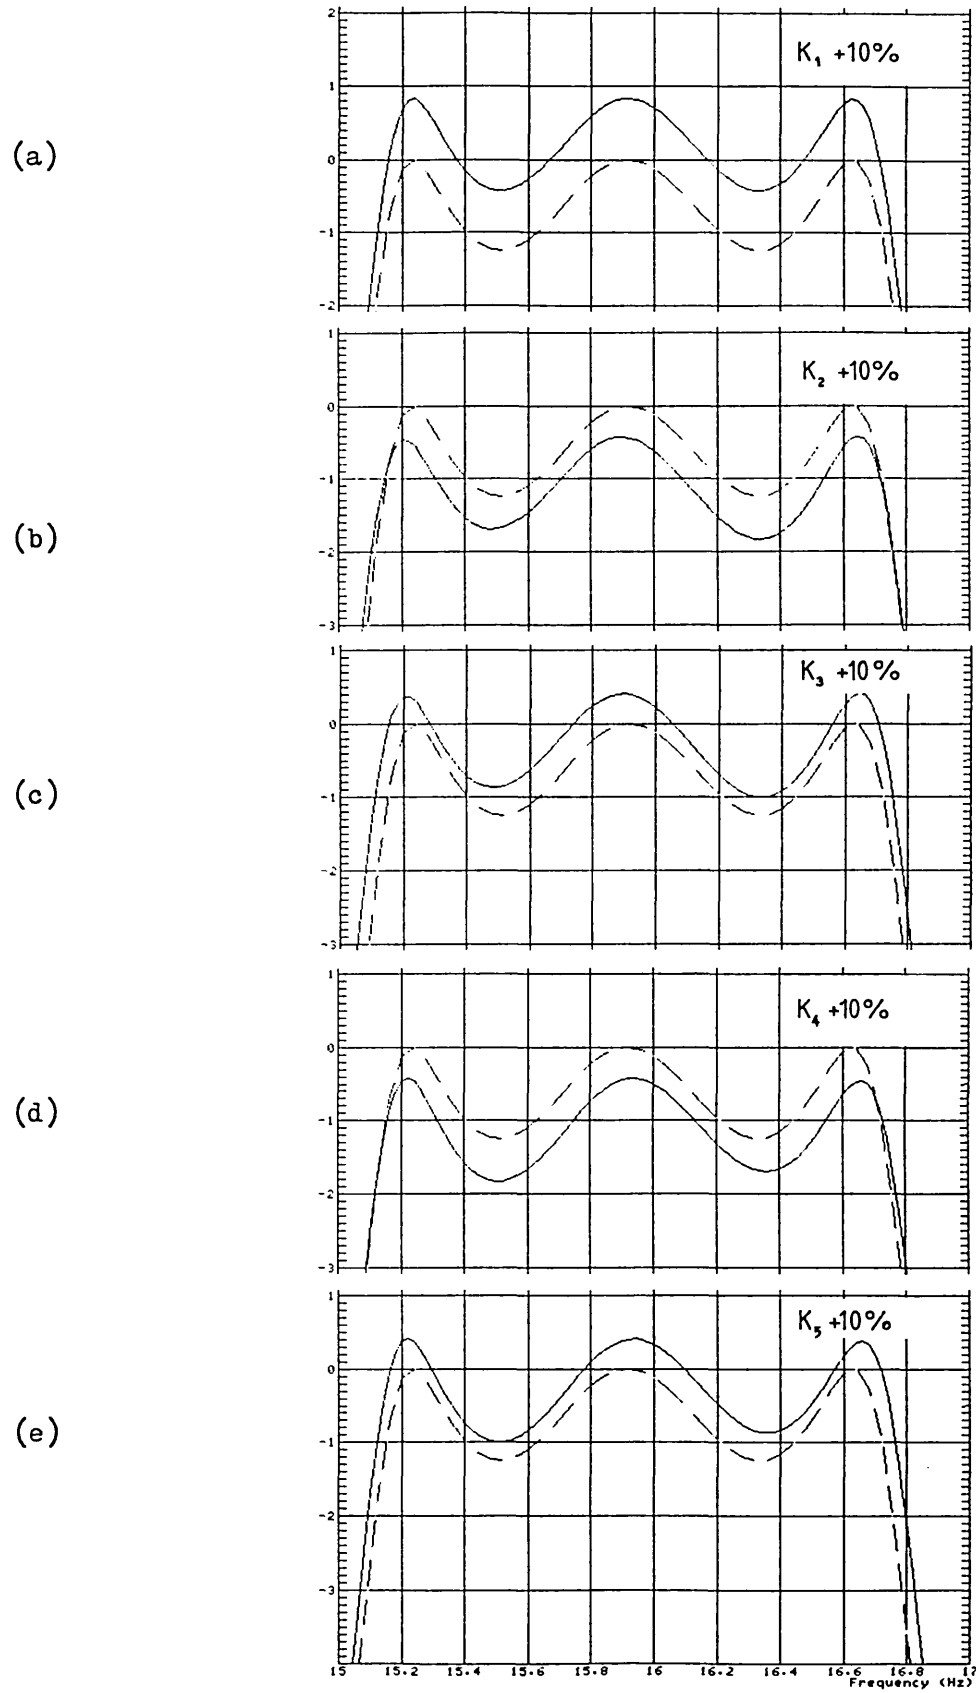 2
K₁ +10%
1
(a)
0
-1
-2
1
K₂ +10%
0
-1
(b)
-2
-3
1
K₃ +10%
0
(c)
-1
-2
-3
1
K₄ +10%
0
(d)
-1
-2
-3
1
K₅ +10%
0
(e)
-1
-2
-3
15 15.2 15.4 15.6 15.8 16 16.2 16.4 16.6 16.8 17
Frequency (Hz)